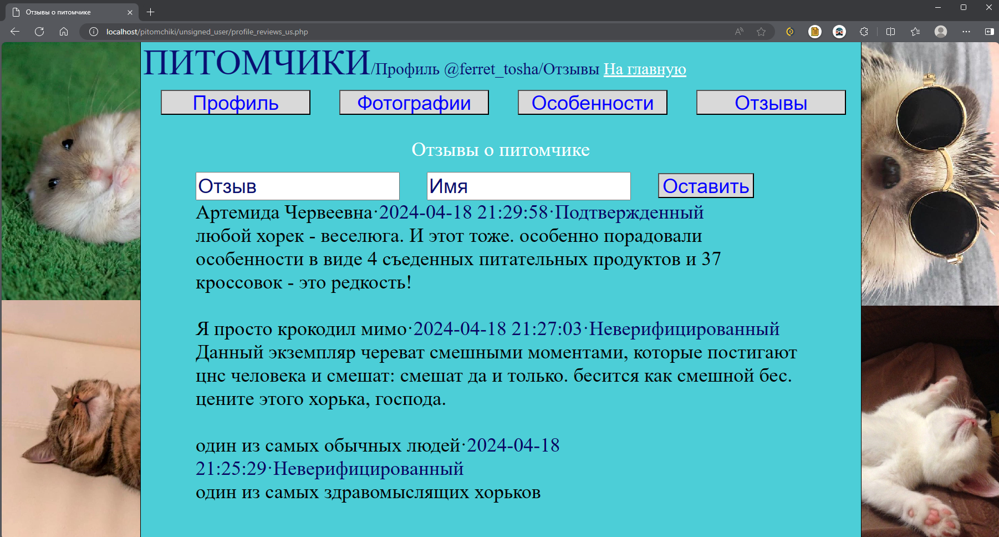 Отзывы о питомчике
localhost/pitomchiki/unsigned_user/profile_reviews_us.php
ПИТОМЧИКИ/Профиль @ferret_tosha/Отзывы На главную
Профиль Фотографии Особенности Отзывы
Отзывы о питомчике
Отзыв Имя Оставить
Артемида Червеевна·2024-04-18 21:29:58·Подтвержденный
любой хорек - веселюга. И этот тоже. особенно порадовали
особенности в виде 4 съеденных питательных продуктов и 37
кроссовок - это редкость!
Я просто крокодил мимо·2024-04-18 21:27:03·Неверифицированный
Данный экземпляр череват смешными моментами, которые постигают
цнс человека и смешат: смешат да и только. бесится как смешной бес.
цените этого хорька, господа.
один из самых обычных людей·2024-04-18
21:25:29·Неверифицированный
один из самых здравомыслящих хорьков